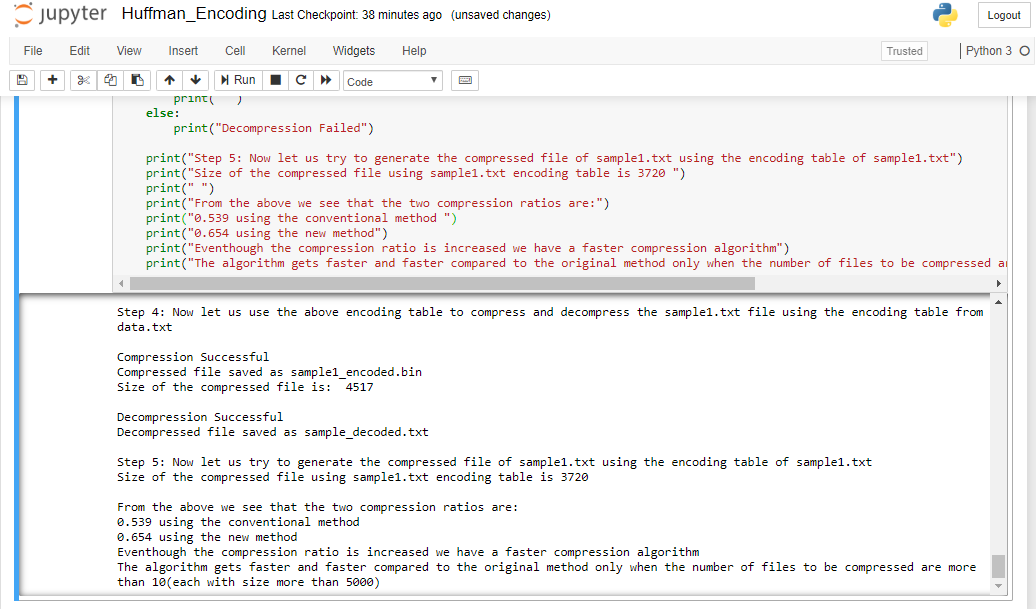 jupyter Huffman_Encoding Last Checkpoint: 38 minutes ago (unsaved changes) Logout
File Edit View Insert Cell Kernel Widgets Help Trusted Python 3
Run Code
print(" ")
else:
print("Decompression Failed")
print("Step 5: Now let us try to generate the compressed file of sample1.txt using the encoding table of sample1.txt")
print("Size of the compressed file using sample1.txt encoding table is 3720 ")
print(" ")
print("From the above we see that the two compression ratios are:")
print("0.539 using the conventional method ")
print("0.654 using the new method")
print("Eventhough the compression ratio is increased we have a faster compression algorithm")
print("The algorithm gets faster and faster compared to the original method only when the number of files to be compressed
Step 4: Now let us use the above encoding table to compress and decompress the sample1.txt file using the encoding table from
data.txt
Compression Successful
Compressed file saved as sample1_encoded.bin
Size of the compressed file is: 4517
Decompression Successful
Decompressed file saved as sample_decoded.txt
Step 5: Now let us try to generate the compressed file of sample1.txt using the encoding table of sample1.txt
Size of the compressed file using sample1.txt encoding table is 3720
From the above we see that the two compression ratios are:
0.539 using the conventional method
0.654 using the new method
Eventhough the compression ratio is increased we have a faster compression algorithm
The algorithm gets faster and faster compared to the original method only when the number of files to be compressed are more
than 10(each with size more than 5000)